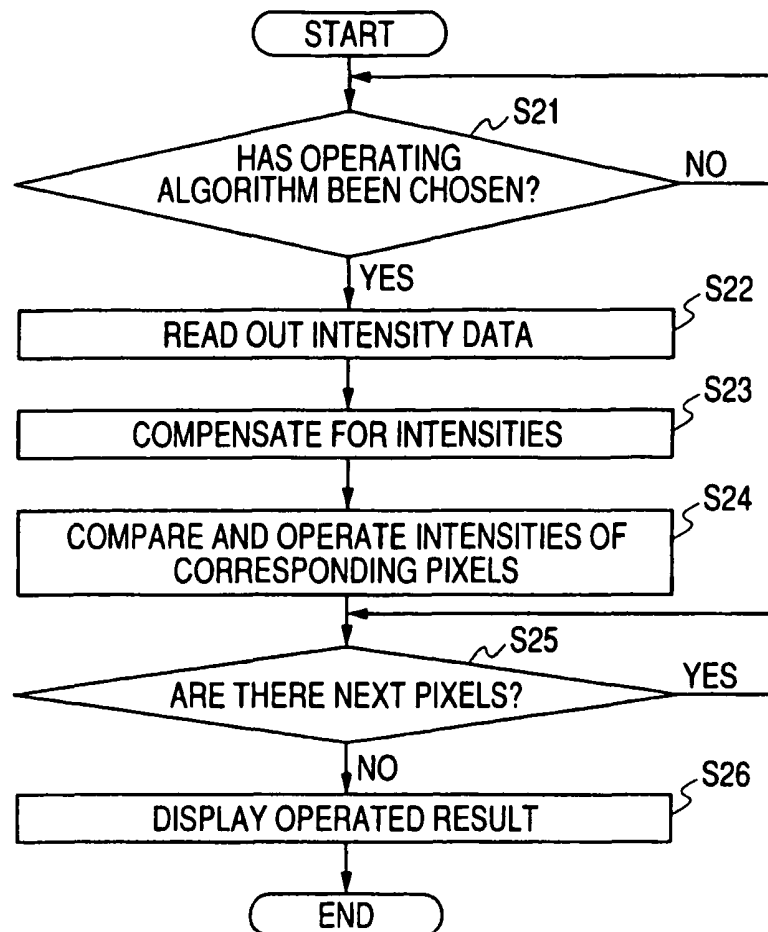 START
S21
HAS OPERATING
ALGORITHM BEEN CHOSEN?
NO
YES
S22
READ OUT INTENSITY DATA
S23
COMPENSATE FOR INTENSITIES
S24
COMPARE AND OPERATE INTENSITIES OF
CORRESPONDING PIXELS
S25
ARE THERE NEXT PIXELS?
YES
NO
S26
DISPLAY OPERATED RESULT
END